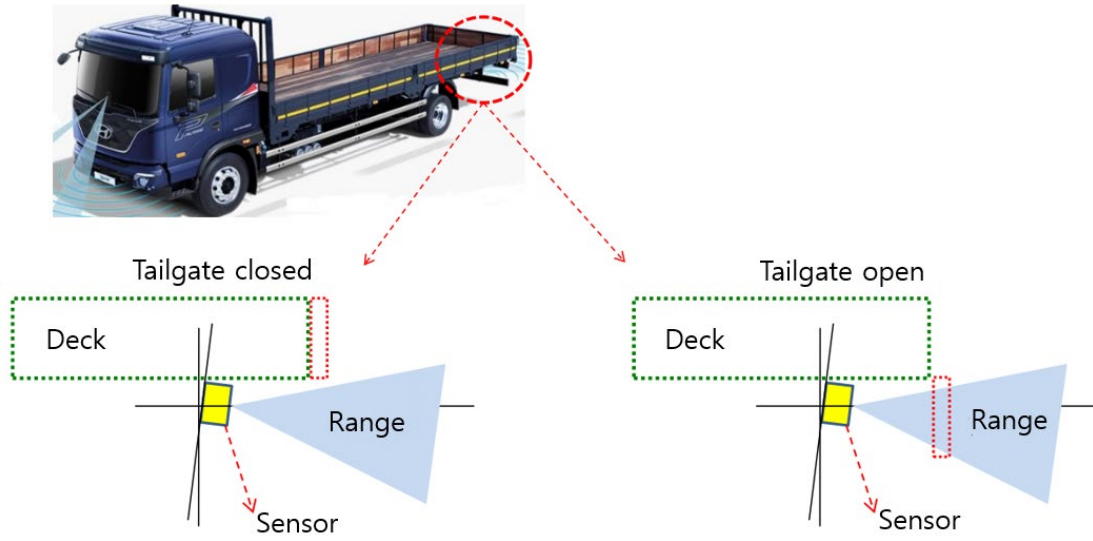 Tailgate closed
Tailgate open
Deck
Deck
Range
Range
Sensor
Sensor